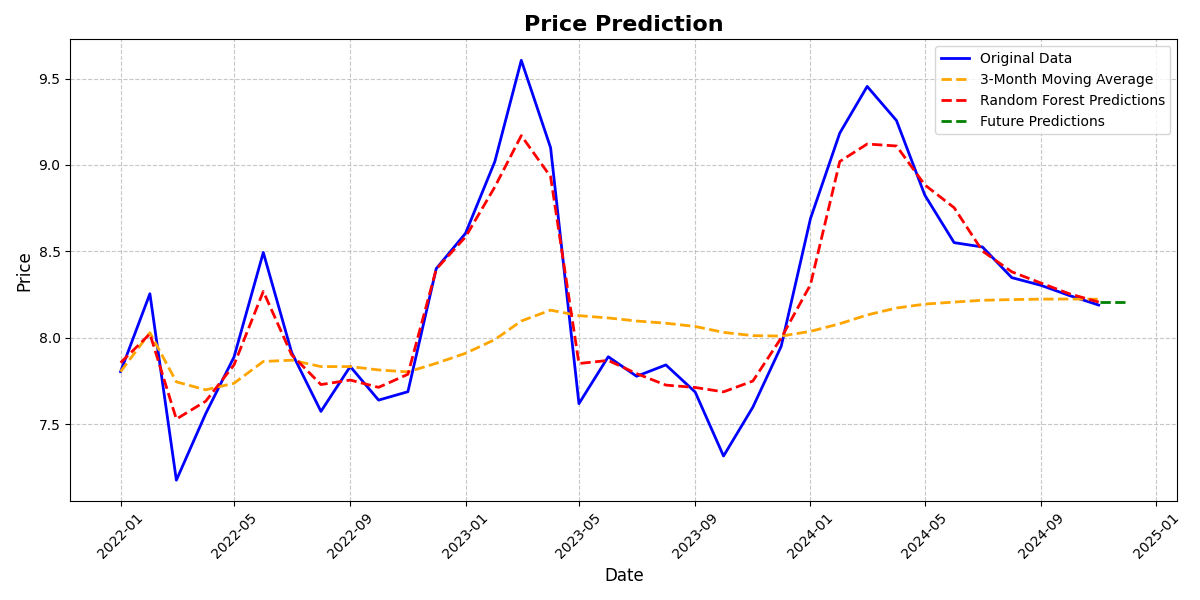 Price Prediction
Original Data
3-Month Moving Average
Random Forest Predictions
Future Predictions
Price
9.5
9.0
8.5
8.0
7.5
2022-01
2022-05
2022-09
2023-01
2023-05
2023-09
2024-01
2024-05
2024-09
2025-01
Date